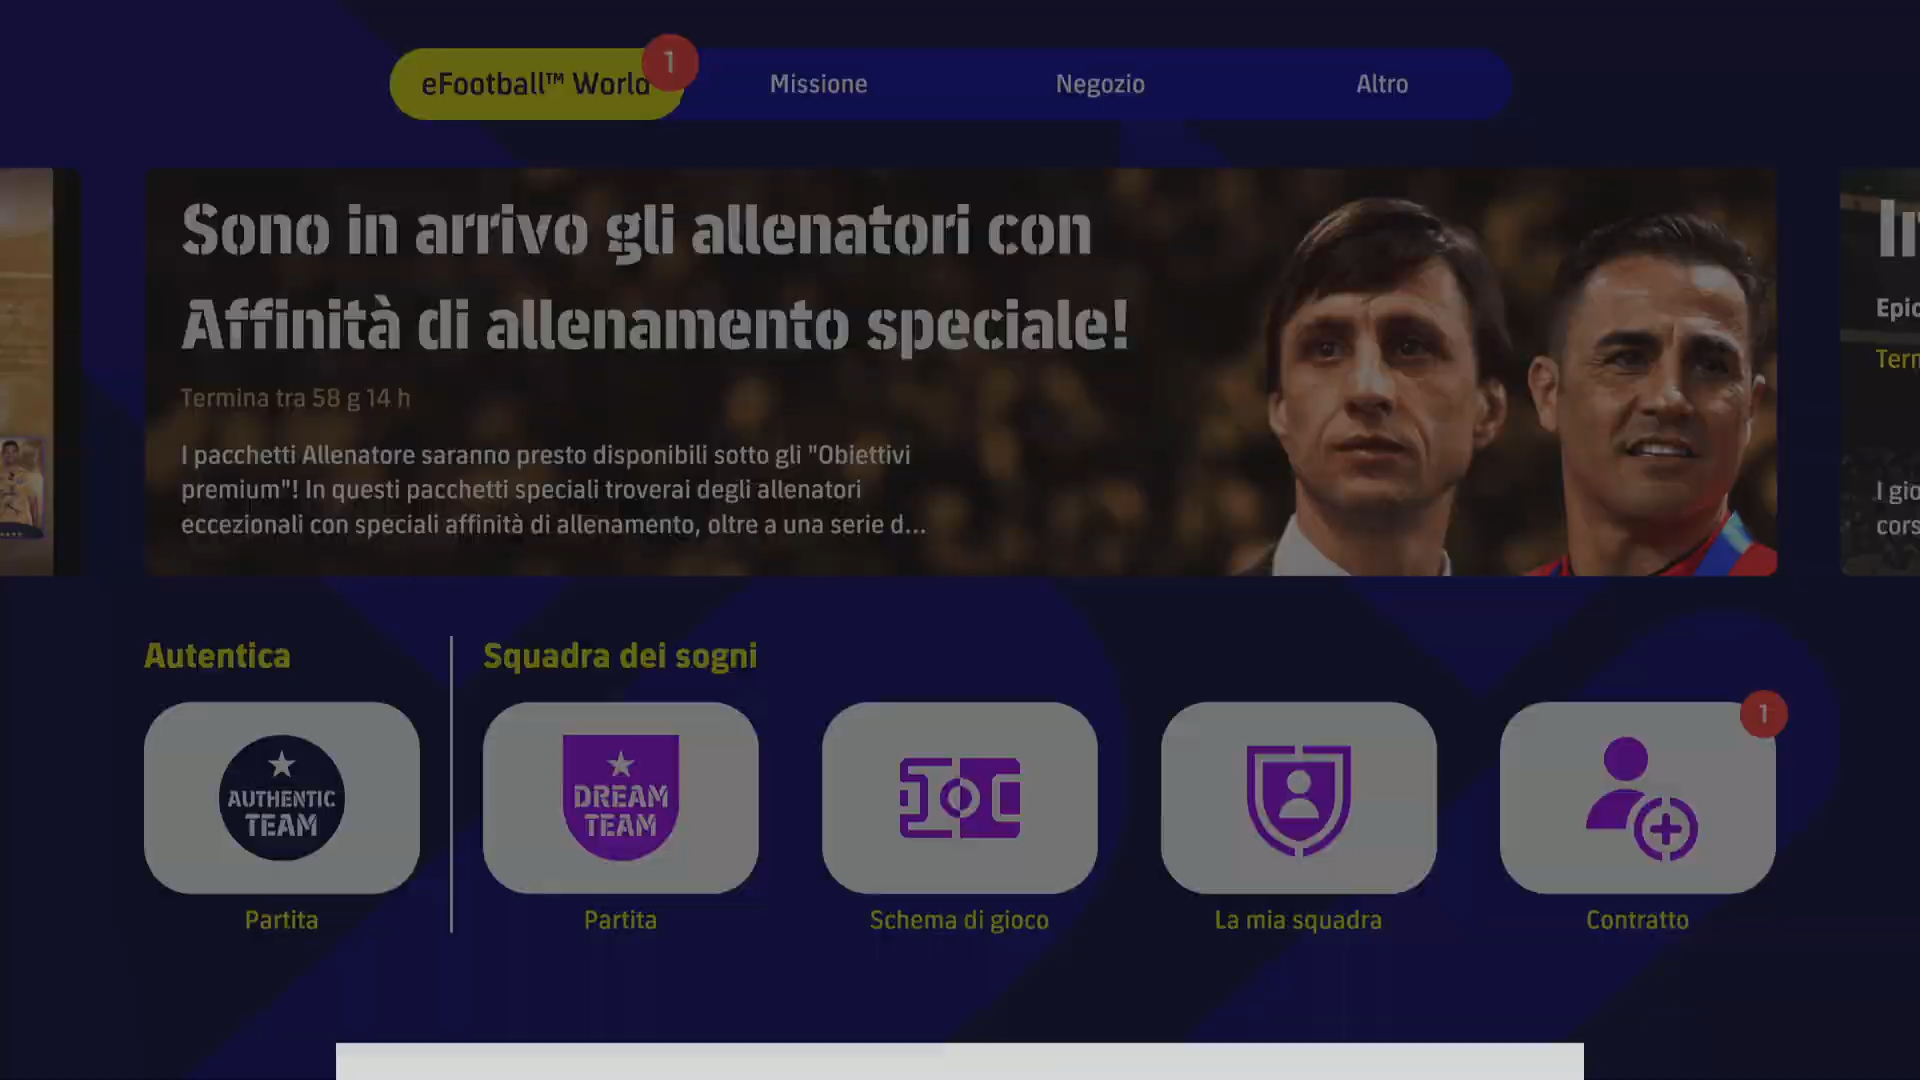 eFootball™ World
1
Missione
Negozio
Altro
Sono in arrivo gli allenatori con
Affinità di allenamento speciale!
Termina tra 58 g 14 h
I pacchetti Allenatore saranno presto disponibili sotto gli "Obiettivi
premium"! In questi pacchetti speciali troverai degli allenatori
eccezionali con speciali affinità di allenamento, oltre a una serie d...
Epic
I gio
cors
Autentica
Squadra dei sogni
AUTHENTIC
TEAM
DREAM
TEAM
1
Partita
Partita
Schema di gioco
La mia squadra
Contratto